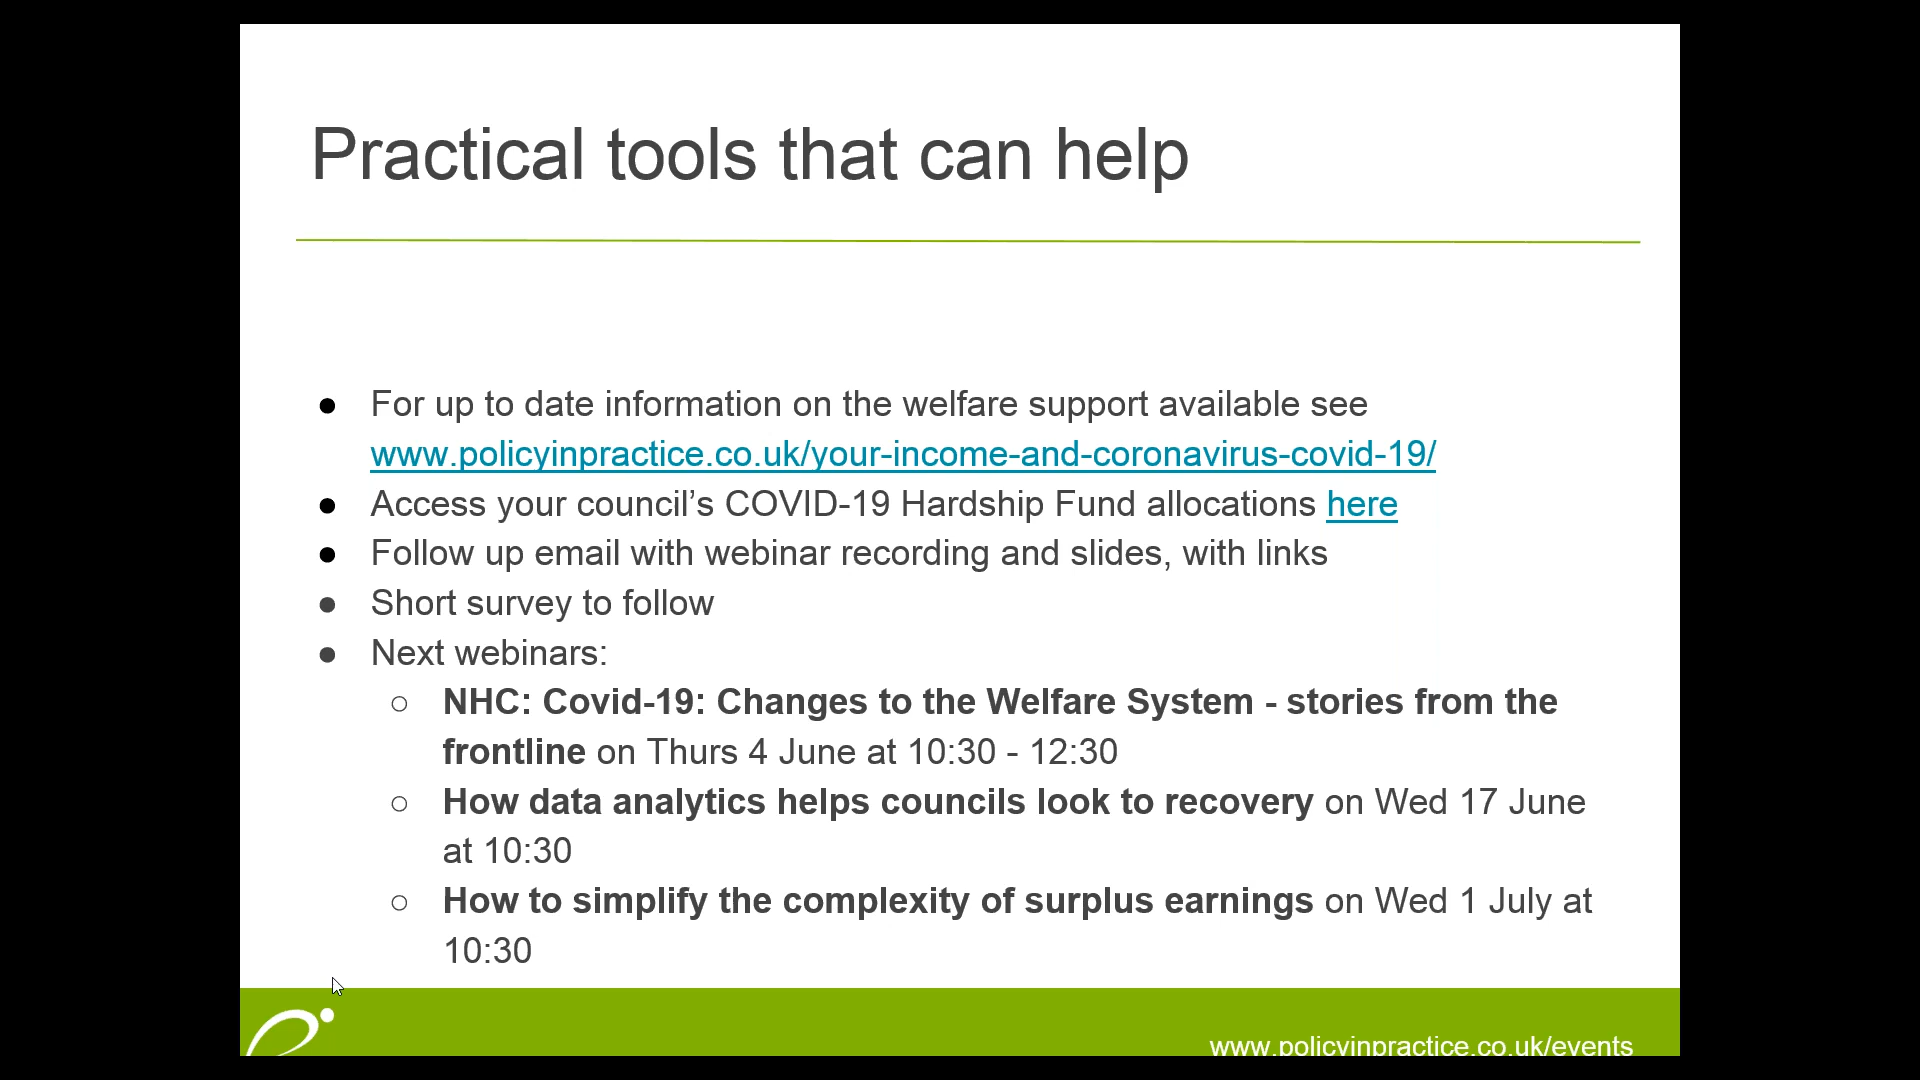 Practical tools that can help
● For up to date information on the welfare support available see
www.policyinpractice.co.uk/your-income-and-coronavirus-covid-19/
● Access your council’s COVID-19 Hardship Fund allocations here
● Follow up email with webinar recording and slides, with links
● Short survey to follow
● Next webinars:
○ NHC: Covid-19: Changes to the Welfare System - stories from the
frontline on Thurs 4 June at 10:30 - 12:30
○ How data analytics helps councils look to recovery on Wed 17 June
at 10:30
○ How to simplify the complexity of surplus earnings on Wed 1 July at
10:30
www.policyinpractice.co.uk/events